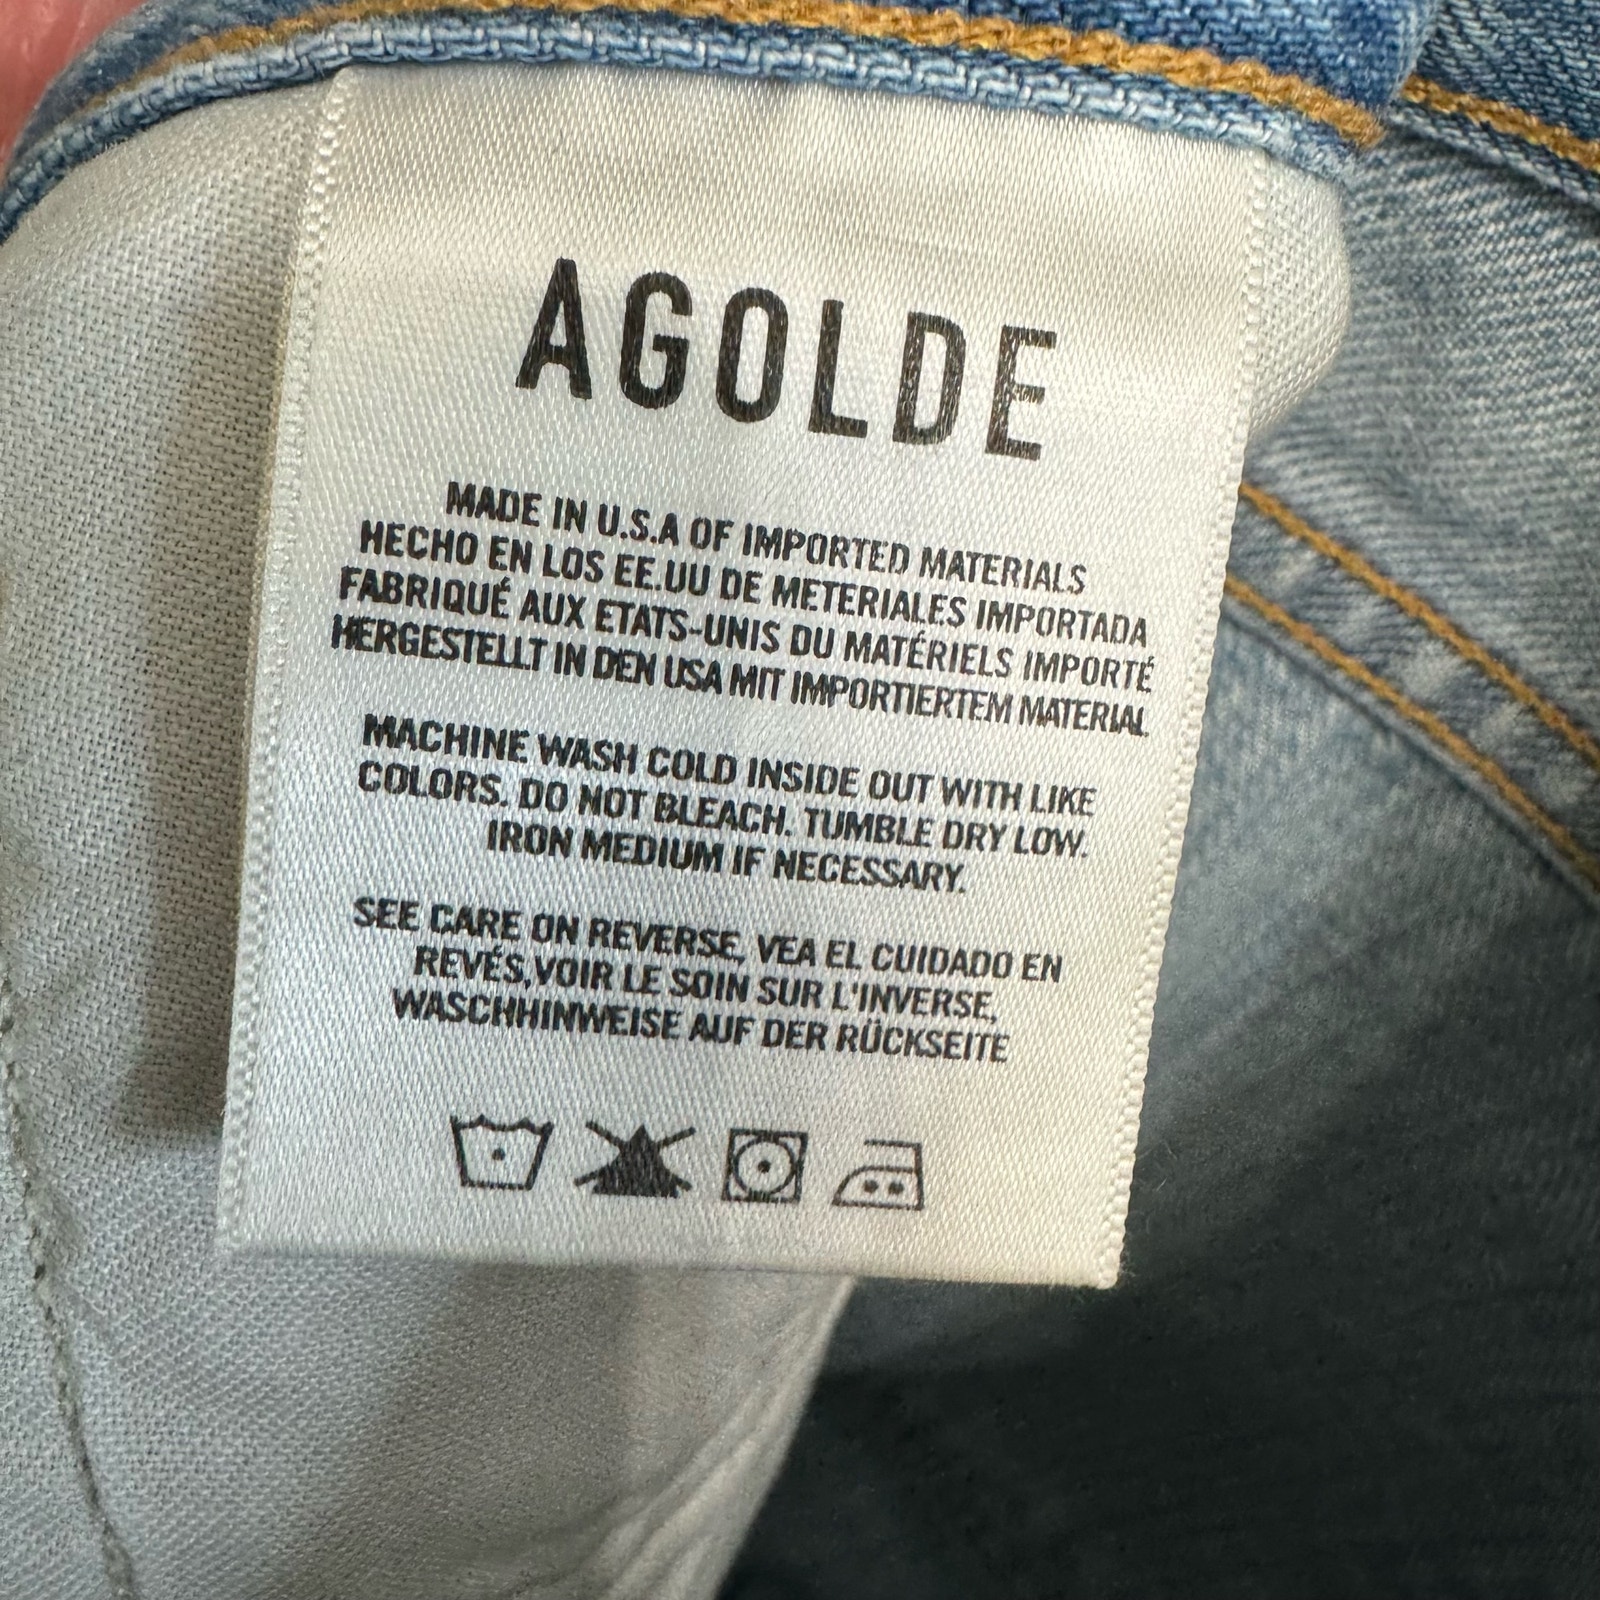 AGOLDE
MADE IN U.S.A OF IMPORTED MATERIALS
HECHO EN LOS EE.UU DE METERIALES IMPORTADA
FABRIQUÉ AUX ETATS-UNIS DU MATÉRIELS IMPORTÉ
HERGESTELLT IN DEN USA MIT IMPORTIERTEM MATERIAL
MACHINE WASH COLD INSIDE OUT WITH LIKE
COLORS. DO NOT BLEACH. TUMBLE DRY LOW.
IRON MEDIUM IF NECESSARY.
SEE CARE ON REVERSE, VEA EL CUIDADO EN
REVÉS,VOIR LE SOIN SUR L'INVERSE,
WASCHHINWEISE AUF DER RÜCKSEITE